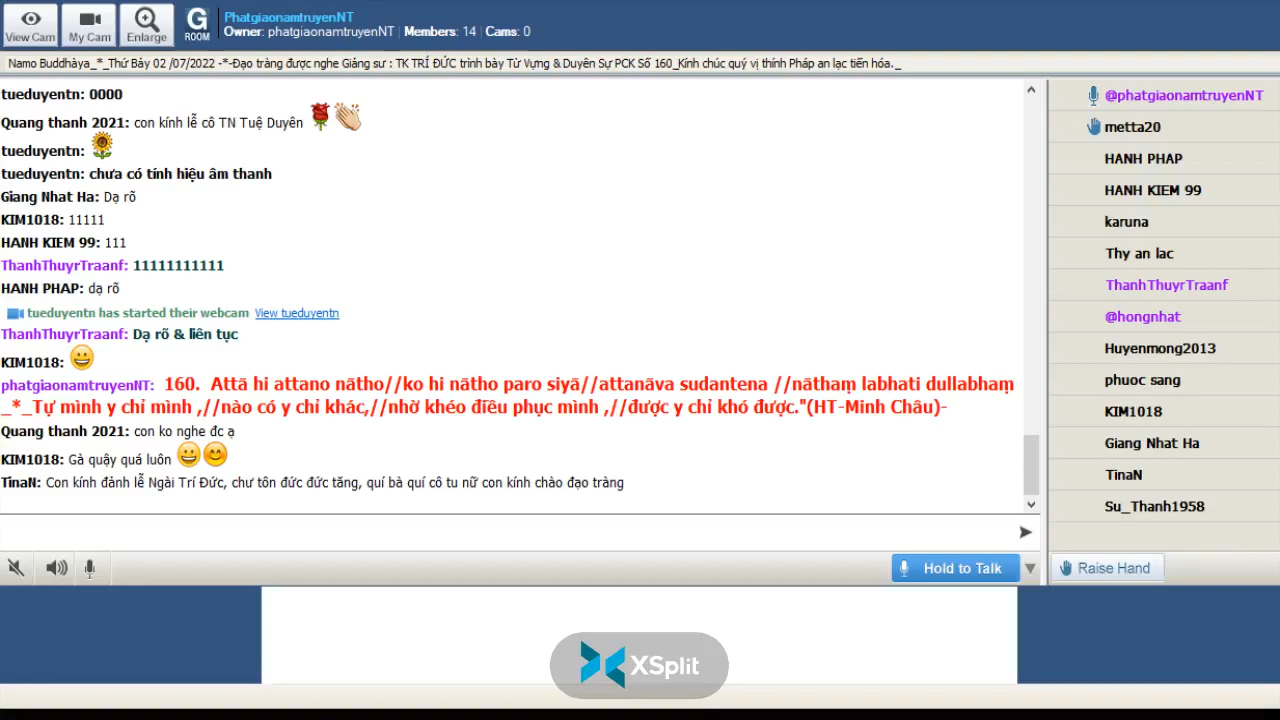 View Cam
My Cam
Enlarge
G
ROOM
PhatgiaonamtruyenNT
Owner: phatgiaonamtruyenNT | Members: 14 | Cams: 0
Namo Buddhàya_*_Thứ Bảy 02 /07/2022 -*-Đạo tràng được nghe Giảng sư : TK TRÍ ĐỨC trình bày Từ Vựng & Duyên Sự PCK Số 160_Kính chúc quý vị thính Pháp an lạc tiến hóa._
tueduyentn: 0000
Quang thanh 2021: con kính lễ cô TN Tuệ Duyên
tueduyentn:
tueduyentn: chưa có tính hiệu âm thanh
Giang Nhat Ha: Dạ rõ
KIM1018: 11111
HANH KIEM 99: 111
ThanhThuyrTraanf: 11111111111
HANH PHAP: dạ rõ
tueduyentn has started their webcam View tueduyentn
ThanhThuyrTraanf: Dạ rõ & liên tục
KIM1018:
phatgiaonamtruyenNT: 160. Attā hi attano nātho//ko hi nātho paro siyā//attanāva sudantena //nāthaṃ labhati dullabhaṃ
_*_Tự mình y chỉ mình ,//nào có y chỉ khác,//nhờ khéo điều phục mình ,//được y chỉ khó được."(HT-Minh Châu)-
Quang thanh 2021: con ko nghe đc ạ
KIM1018: Gà quậy quá luôn
TinaN: Con kính đảnh lễ Ngài Trí Đức, chư tôn đức đức tăng, quí bà quí cô tu nữ con kính chào đạo tràng
@phatgiaonamtruyenNT
metta20
HANH PHAP
HANH KIEM 99
karuna
Thy an lac
ThanhThuyrTraanf
@hongnhat
Huyenmong2013
phuoc sang
KIM1018
Giang Nhat Ha
TinaN
Su_Thanh1958
Hold to Talk
Raise Hand
XSplit